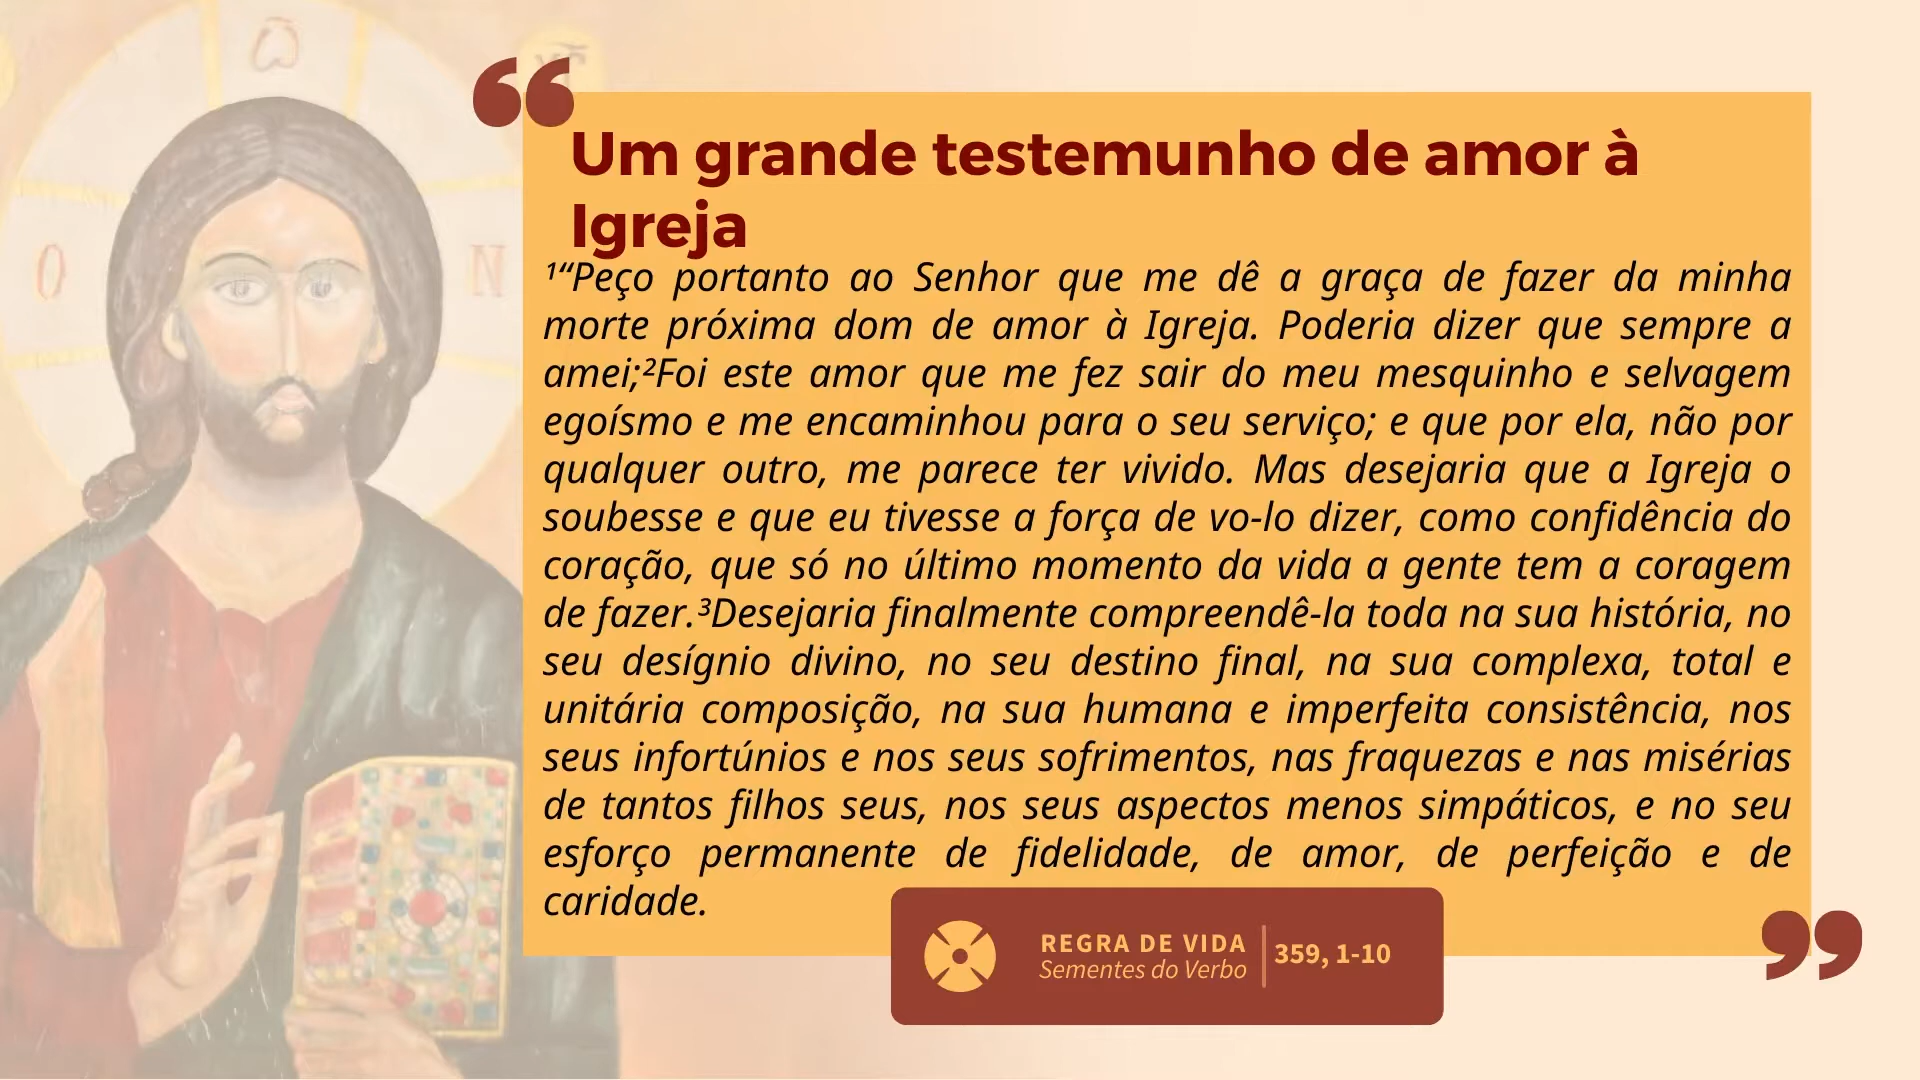 Um grande testemunho de amor à
Igreja
¹“Peço portanto ao Senhor que me dê a graça de fazer da minha
morte próxima dom de amor à Igreja. Poderia dizer que sempre a
amei;²Foi este amor que me fez sair do meu mesquinho e selvagem
egoísmo e me encaminhou para o seu serviço; e que por ela, não por
qualquer outro, me parece ter vivido. Mas desejaria que a Igreja o
soubesse e que eu tivesse a força de vo-lo dizer, como confidência do
coração, que só no último momento da vida a gente tem a coragem
de fazer.³Desejaria finalmente compreendê-la toda na sua história, no
seu desígnio divino, no seu destino final, na sua complexa, total e
unitária composição, na sua humana e imperfeita consistência, nos
seus infortúnios e nos seus sofrimentos, nas fraquezas e nas misérias
de tantos filhos seus, nos seus aspectos menos simpáticos, e no seu
esforço permanente de fidelidade, de amor, de perfeição e de
caridade.
REGRA DE VIDA
Sementes do Verbo
359, 1-10
O
N